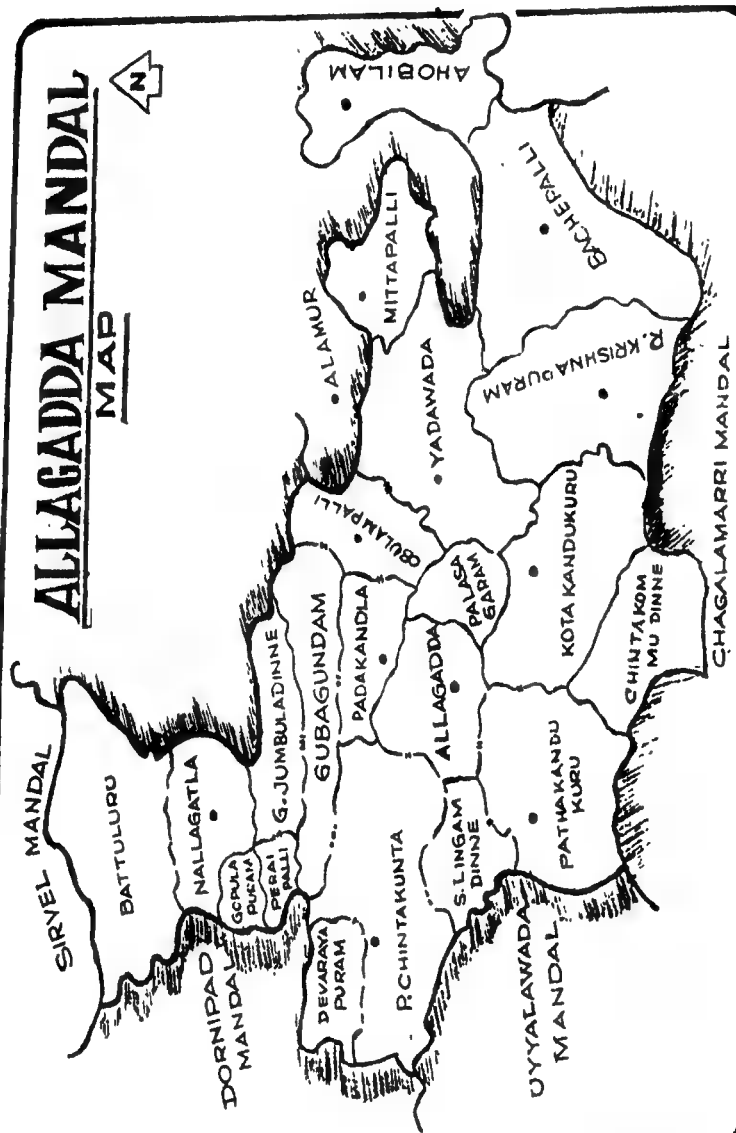 ALLAGADDA MANDAL
MAP
N
SIRVEL MANDAL
BATTULURU
NALLAGATLA
GOPULA
PURAM
PERAI
PALLI
DORNIPAD
MANDAL
G.JUMBULADINNE
GUBAGUNDAM
OBULAMPALLI
ALAMUR
MITTAPALLI
AHOBILAM
DEVARAYA
PURAM
P.CHINTAKUNTA
PADAKANDLA
YADAWADA
ALLAGADDA
PALASA
GARAM
S.LINGAM
DINNE
BACHEPALLI
R.KRISHNAPURAM
KOTA KANDUKURU
PATHAKANDU
KURU
CHINTAKOM
MU DINNE
UYYALAWADA
MANDAL
CHAGALAMARRI MANDAL